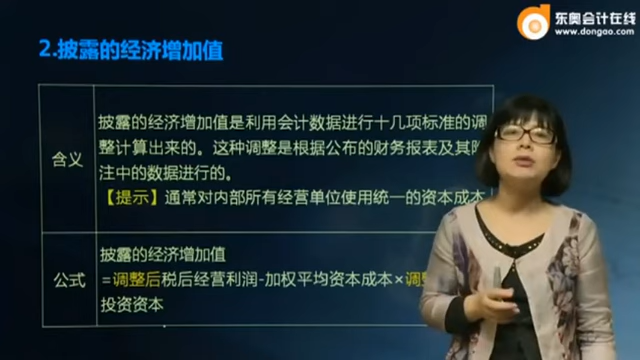 东奥会计在线
www.dongao.com
2.披露的经济增加值
含义
披露的经济增加值是利用会计数据进行十几项标准的调
整计算出来的。这种调整是根据公布的财务报表及其附
注中的数据进行的。
【提示】通常对内部所有经营单位使用统一的资本成本
公式
披露的经济增加值
=调整后税后经营利润-加权平均资本成本×调整
投资资本